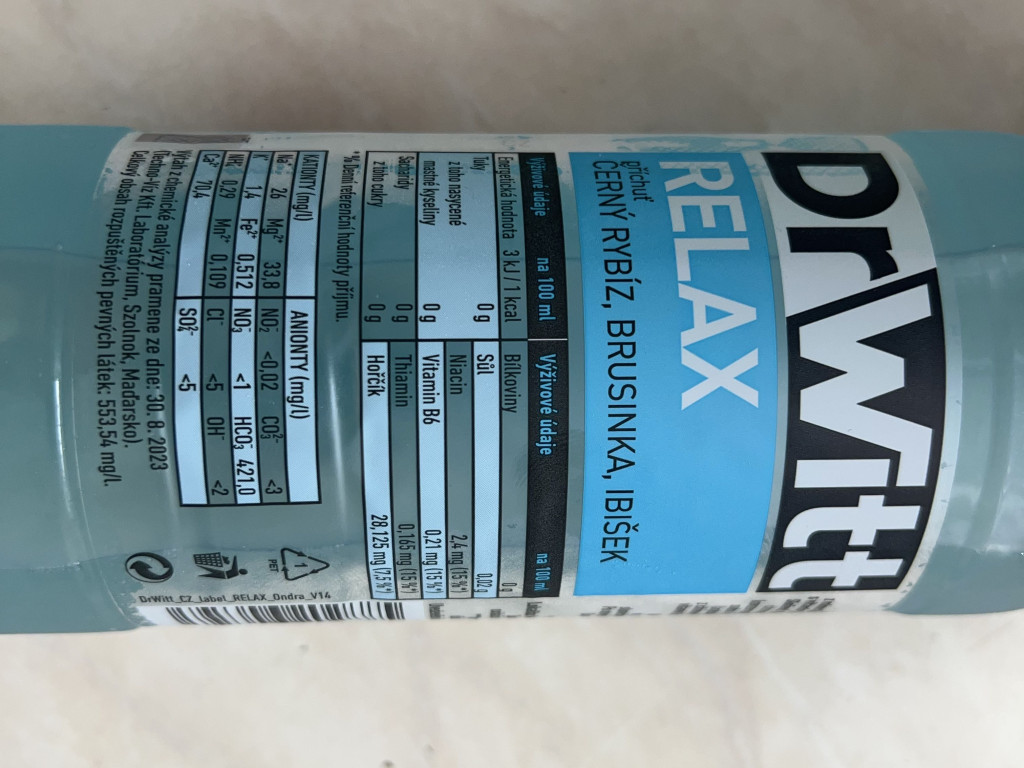 DrWitt
RELAX
příchuť
ČERNÝ RYBÍZ, BRUSINKA, IBIŠEK
Výživové údaje na 100 ml Výživové údaje na 100 ml
Energetická hodnota 3 kJ / 1 kcal Bílkoviny 0 g
Tuky 0 g Sůl 0,02 g
z toho nasycené Niacin 2,4 mg (15 %*)
mastné kyseliny 0 g Vitamin B6 0,21 mg (15 %*)
Sacharidy 0 g Thiamin 0,165 mg (15 %*)
z toho cukry 0 g Hořčík 28,125 mg (7,5 %*)
* % denní referenční hodnoty příjmu.
KATIONTY (mg/l) ANIONTY (mg/l)
Na⁺ 26 Mg²⁺ 33,8 NO₂⁻ <0,02 CO₃²⁻ <3
K⁺ 1,4 Fe²⁺ 0,512 NO₃⁻ <1 HCO₃⁻ 421,0
NH₄⁺ 0,29 Mn²⁺ 0,109 Cl⁻ <5 OH⁻ <2
Ca²⁺ 70,4 SO₄²⁻ <5
Výtah z chemické analýzy pramene ze dne: 30. 8. 2023
Laboratórium, Szolnok, Maďarsko).
Celkový obsah rozpuštěných pevných látek: 553,54 mg/l.
1
PET
DrWitt_CZ_label_RELAX_Ondra_V14